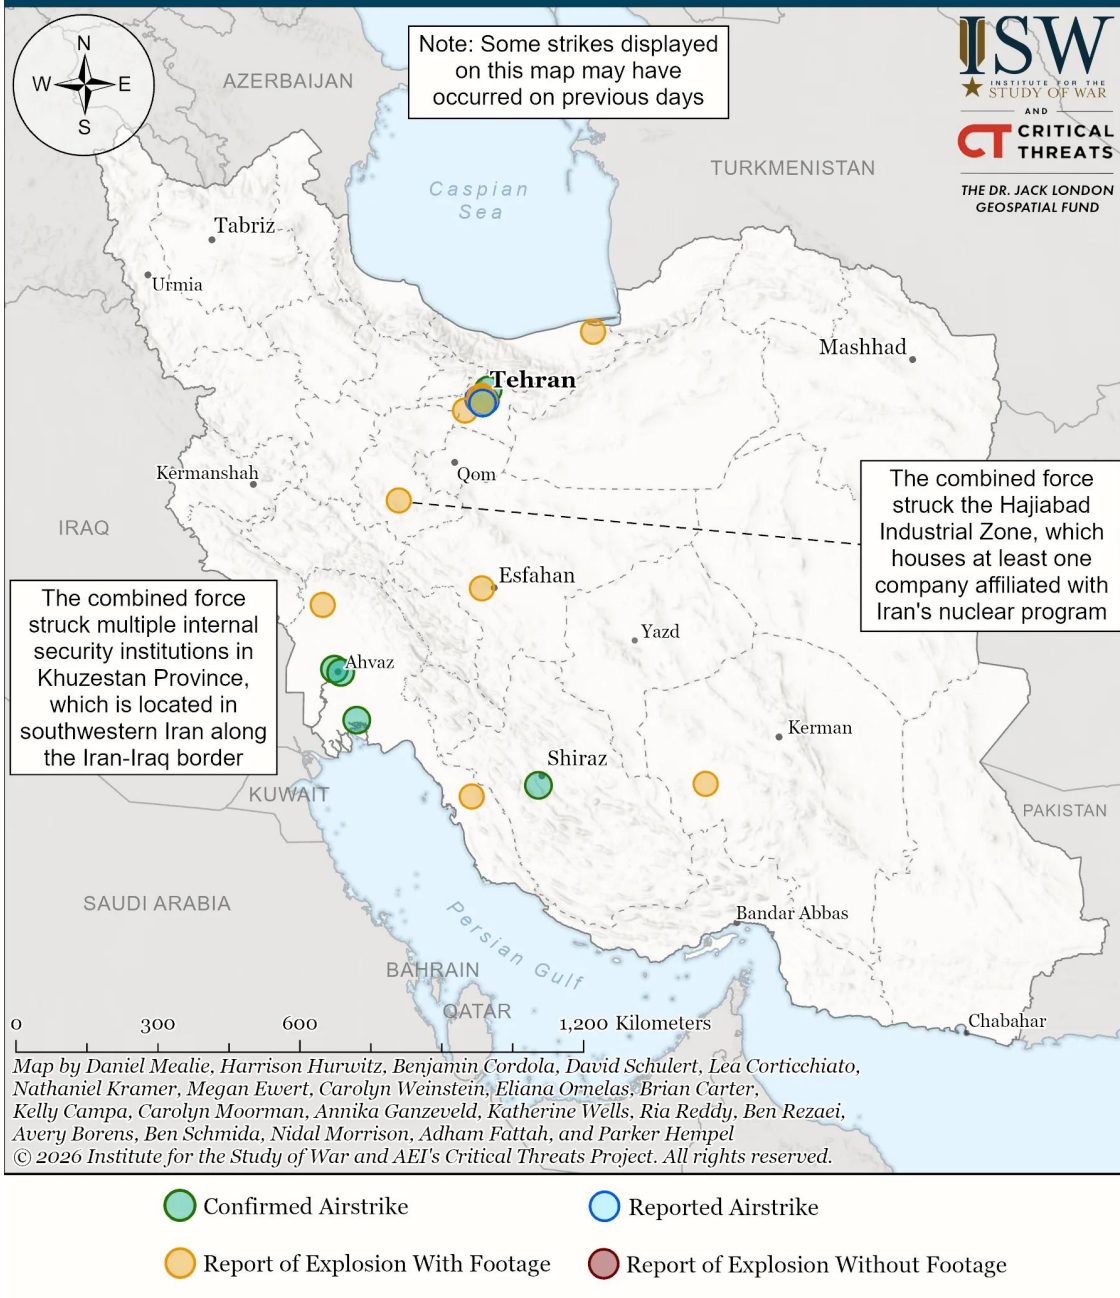 N
W
E
S
Note: Some strikes displayed
on this map may have
occurred on previous days
ISW
INSTITUTE FOR THE
STUDY OF WAR
AND
CT CRITICAL
THREATS
THE DR. JACK LONDON
GEOSPATIAL FUND
AZERBAIJAN
TURKMENISTAN
Caspian
Sea
Tabriz
Urmia
Mashhad
Tehran
Kermanshah
Qom
IRAQ
The combined force
struck the Hajiabad
Industrial Zone, which
houses at least one
company affiliated with
Iran's nuclear program
Esfahan
The combined force
struck multiple internal
security institutions in
Khuzestan Province,
which is located in
southwestern Iran along
the Iran-Iraq border
Yazd
Ahvaz
Kerman
Shiraz
KUWAIT
PAKISTAN
SAUDI ARABIA
Bandar Abbas
Persian Gulf
BAHRAIN
QATAR
Chabahar
0 300 600 1,200 Kilometers
Map by Daniel Mealie, Harrison Hurwitz, Benjamin Cordola, David Schulert, Lea Corticchiato,
Nathaniel Kramer, Megan Ewert, Carolyn Weinstein, Eliana Ornelas, Brian Carter,
Kelly Campa, Carolyn Moorman, Annika Ganzeveld, Katherine Wells, Ria Reddy, Ben Rezaei,
Avery Borens, Ben Schmida, Nidal Morrison, Adham Fattah, and Parker Hempel
© 2026 Institute for the Study of War and AEI's Critical Threats Project. All rights reserved.
Confirmed Airstrike
Reported Airstrike
Report of Explosion With Footage
Report of Explosion Without Footage